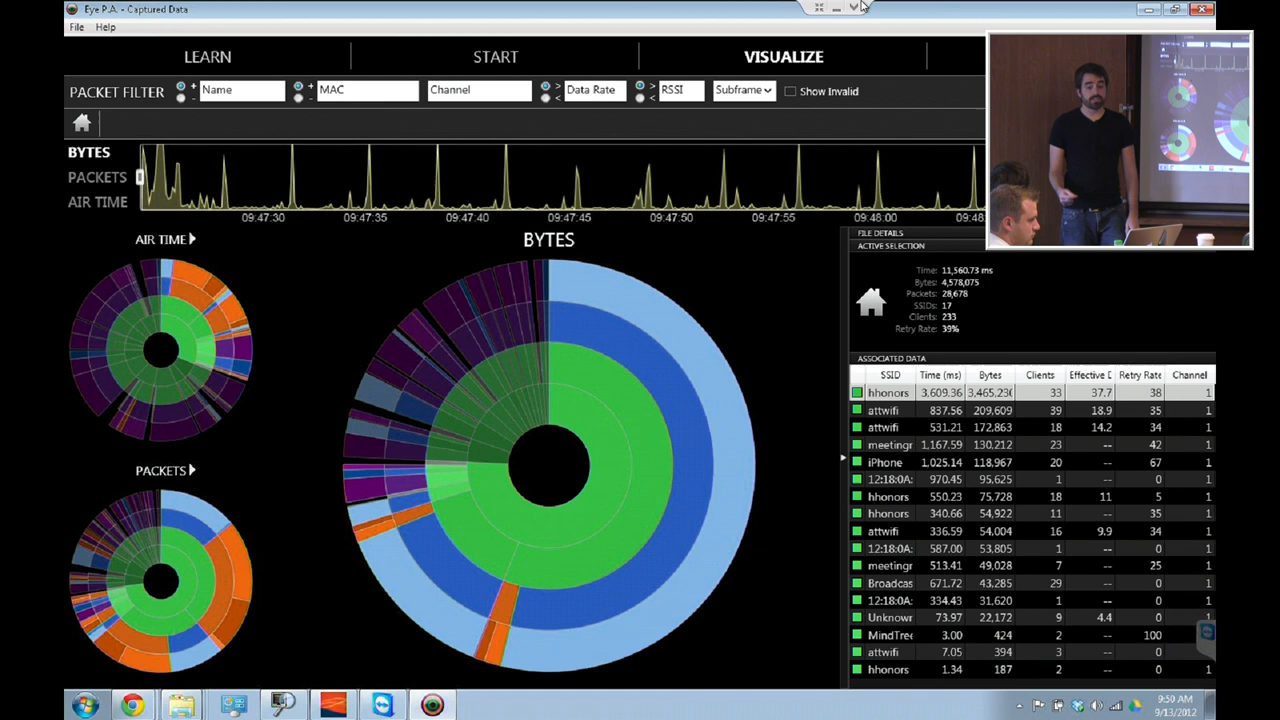 Eye P.A. - Captured Data
File Help
LEARN START VISUALIZE
PACKET FILTER + - Name + - MAC Channel > < Data Rate > < RSSI Subframe Show Invalid
BYTES
PACKETS
AIR TIME
09:47:30 09:47:35 09:47:40 09:47:45 09:47:50 09:47:55 09:48:00 09:48
AIR TIME
BYTES
PACKETS
FILE DETAILS
ACTIVE SELECTION
Time: 11,560.73 ms
Bytes: 4,578,075
Packets: 28,678
SSIDs: 17
Clients: 233
Retry Rate: 39%
ASSOCIATED DATA
SSID Time (ms) Bytes Clients Effective D Retry Rate Channel
hhonors 3,609.36 3,465,23 33 37.7 38 1
attwifi 837.56 209,609 39 18.9 35 1
attwifi 531.21 172,863 18 14.2 34 1
meetingr 1,167.59 130,212 23 -- 42 1
iPhone 1,025.14 118,967 20 -- 67 1
12:18:0A: 970.45 95,625 1 -- 0 1
hhonors 550.23 75,728 18 11 5 1
hhonors 340.66 54,922 11 -- 35 1
attwifi 336.59 54,004 16 9.9 34 1
12:18:0A: 587.00 53,805 1 -- 0 1
meetingr 513.41 49,028 7 -- 25 1
Broadcas 671.72 43,285 29 -- 0 1
12:18:0A: 334.43 31,620 1 -- 0 1
Unknown 73.97 22,172 9 4.4 0 1
MindTree 3.00 424 2 -- 100 1
attwifi 7.05 394 3 -- 0 1
hhonors 1.34 187 2 -- 0 1
9:50 AM
9/13/2012